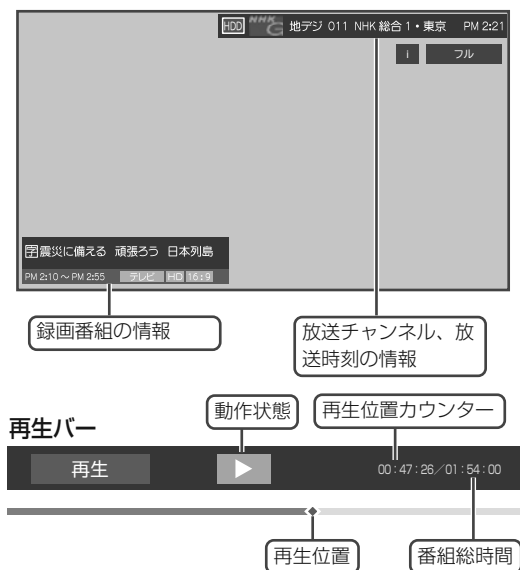 HDD NHK G 地デジ 011 NHK 総合 1・東京 PM 2:21
i フル
字 震災に備える 頑張ろう 日本列島
PM 2:10 ~ PM 2:55 テレビ HD 16:9
録画番組の情報
放送チャンネル、放
送時刻の情報
動作状態
再生位置カウンター
再生バー
再生
00:47:26/01:54:00
再生位置
番組総時間